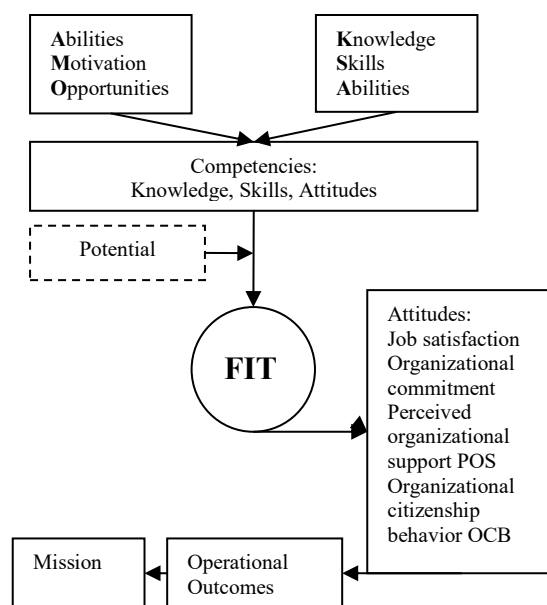 Abilities
Motivation
Opportunities
Knowledge
Skills
Abilities
Competencies:
Knowledge, Skills, Attitudes
Potential
FIT
Attitudes:
Job satisfaction
Organizational
commitment
Perceived
organizational
support POS
Organizational
citizenship
behavior OCB
Mission
Operational
Outcomes